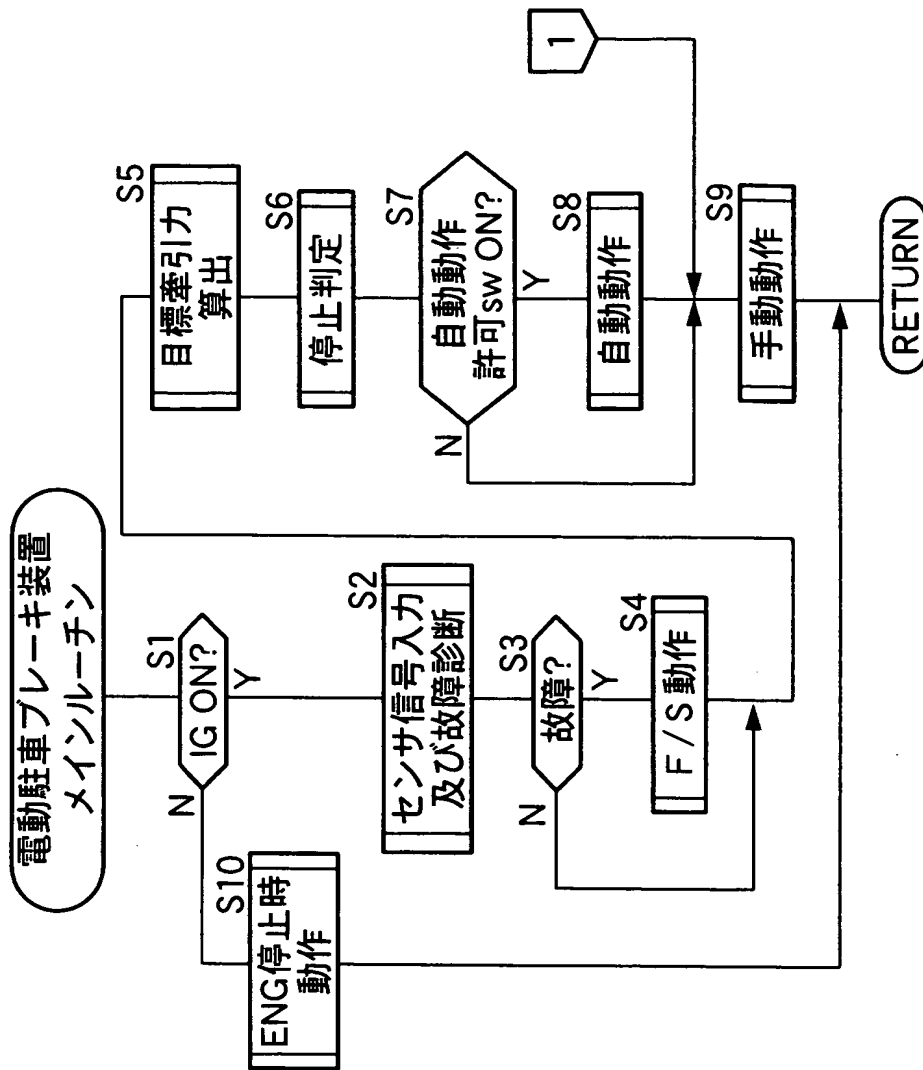 電動駐車ブレーキ装置
メインルーチン
S1
IG ON?
N
Y
S10
ENG停止時
動作
S2
センサ信号入力
及び故障診断
S3
故障?
N
Y
S4
F/S動作
S5
目標牽引力
算出
S6
停止判定
S7
自動動作
許可sw ON?
N
Y
S8
自動動作
1
S9
手動動作
RETURN